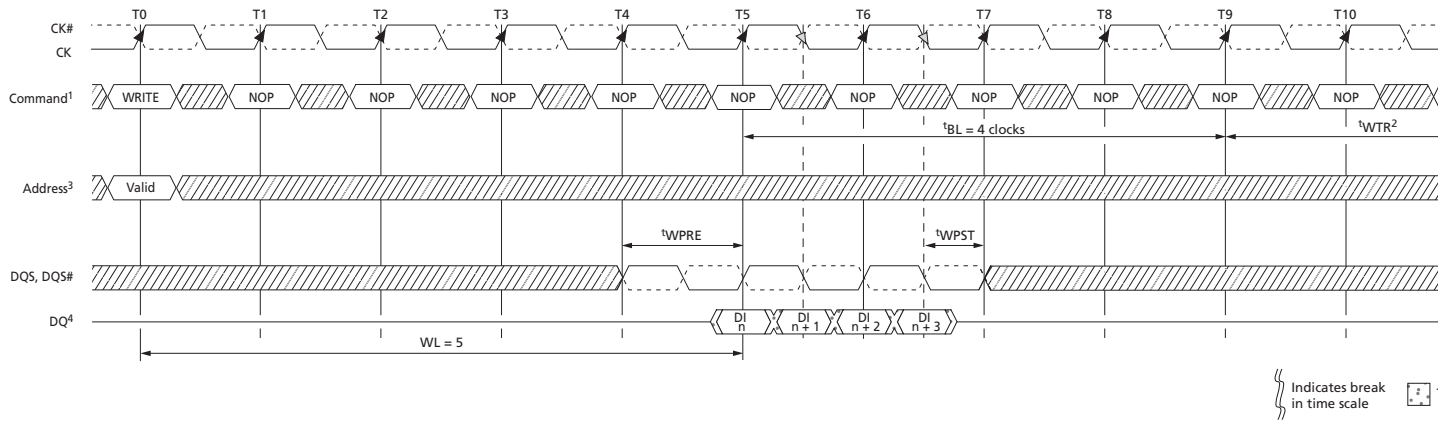 T0 T1 T2 T3 T4 T5 T6 T7 T8 T9 T10
CK#
CK
Command1 WRITE NOP NOP NOP NOP NOP NOP NOP NOP NOP NOP
tBL = 4 clocks tWTR2
Address3 Valid
tWPRE tWPST
DQS, DQS#
DQ4 DI n DI n + 1 DI n + 2 DI n + 3
WL = 5
Indicates break
in time scale